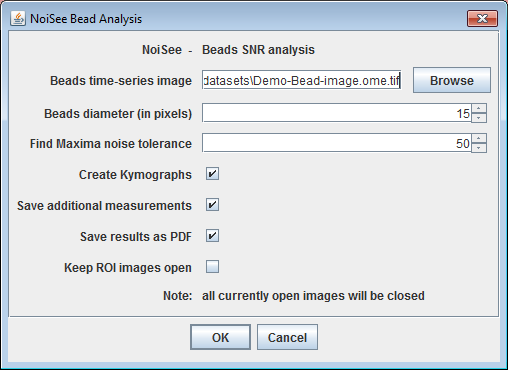 NoiSee Bead Analysis
NoiSee - Beads SNR analysis
Beads time-series image datasets\Demo-Bead-image.ome.tif Browse
Beads diameter (in pixels) 15
Find Maxima noise tolerance 50
Create Kymographs
Save additional measurements
Save results as PDF
Keep ROI images open
Note: all currently open images will be closed
OK Cancel